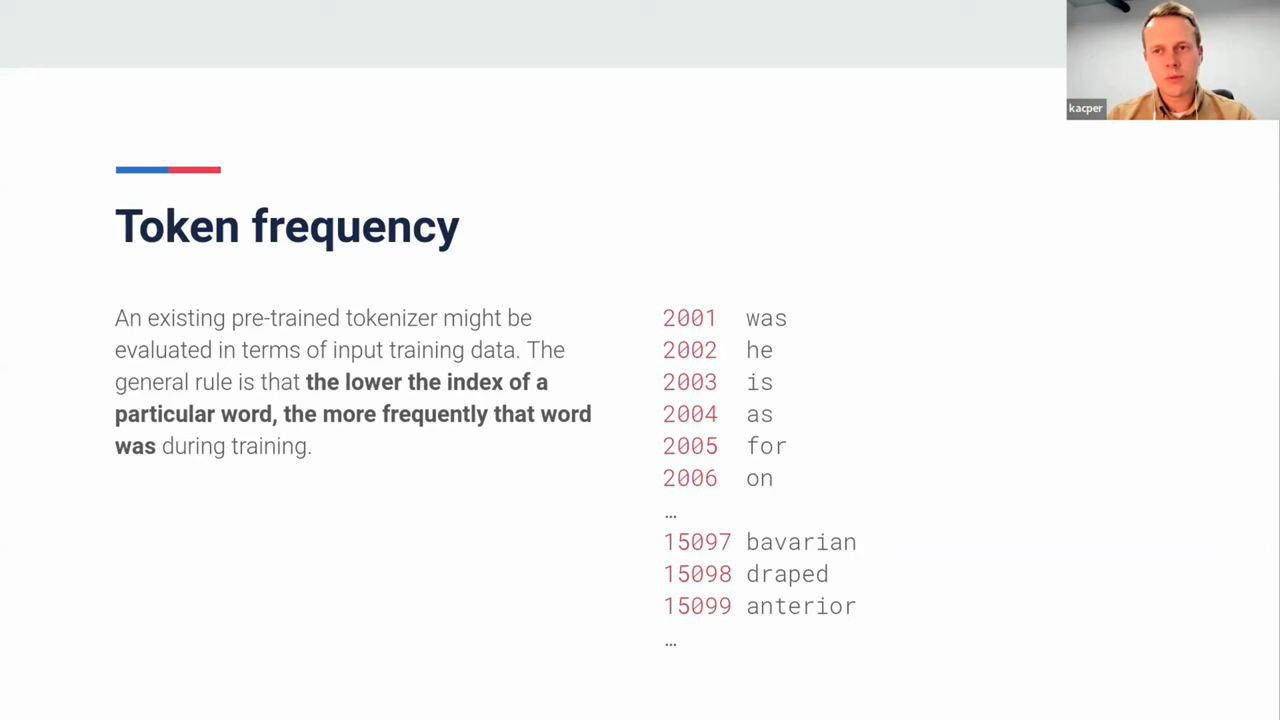 kacper
Token frequency
An existing pre-trained tokenizer might be
evaluated in terms of input training data. The
general rule is that the lower the index of a
particular word, the more frequently that word
was during training.
2001 was
2002 he
2003 is
2004 as
2005 for
2006 on
…
15097 bavarian
15098 draped
15099 anterior
…